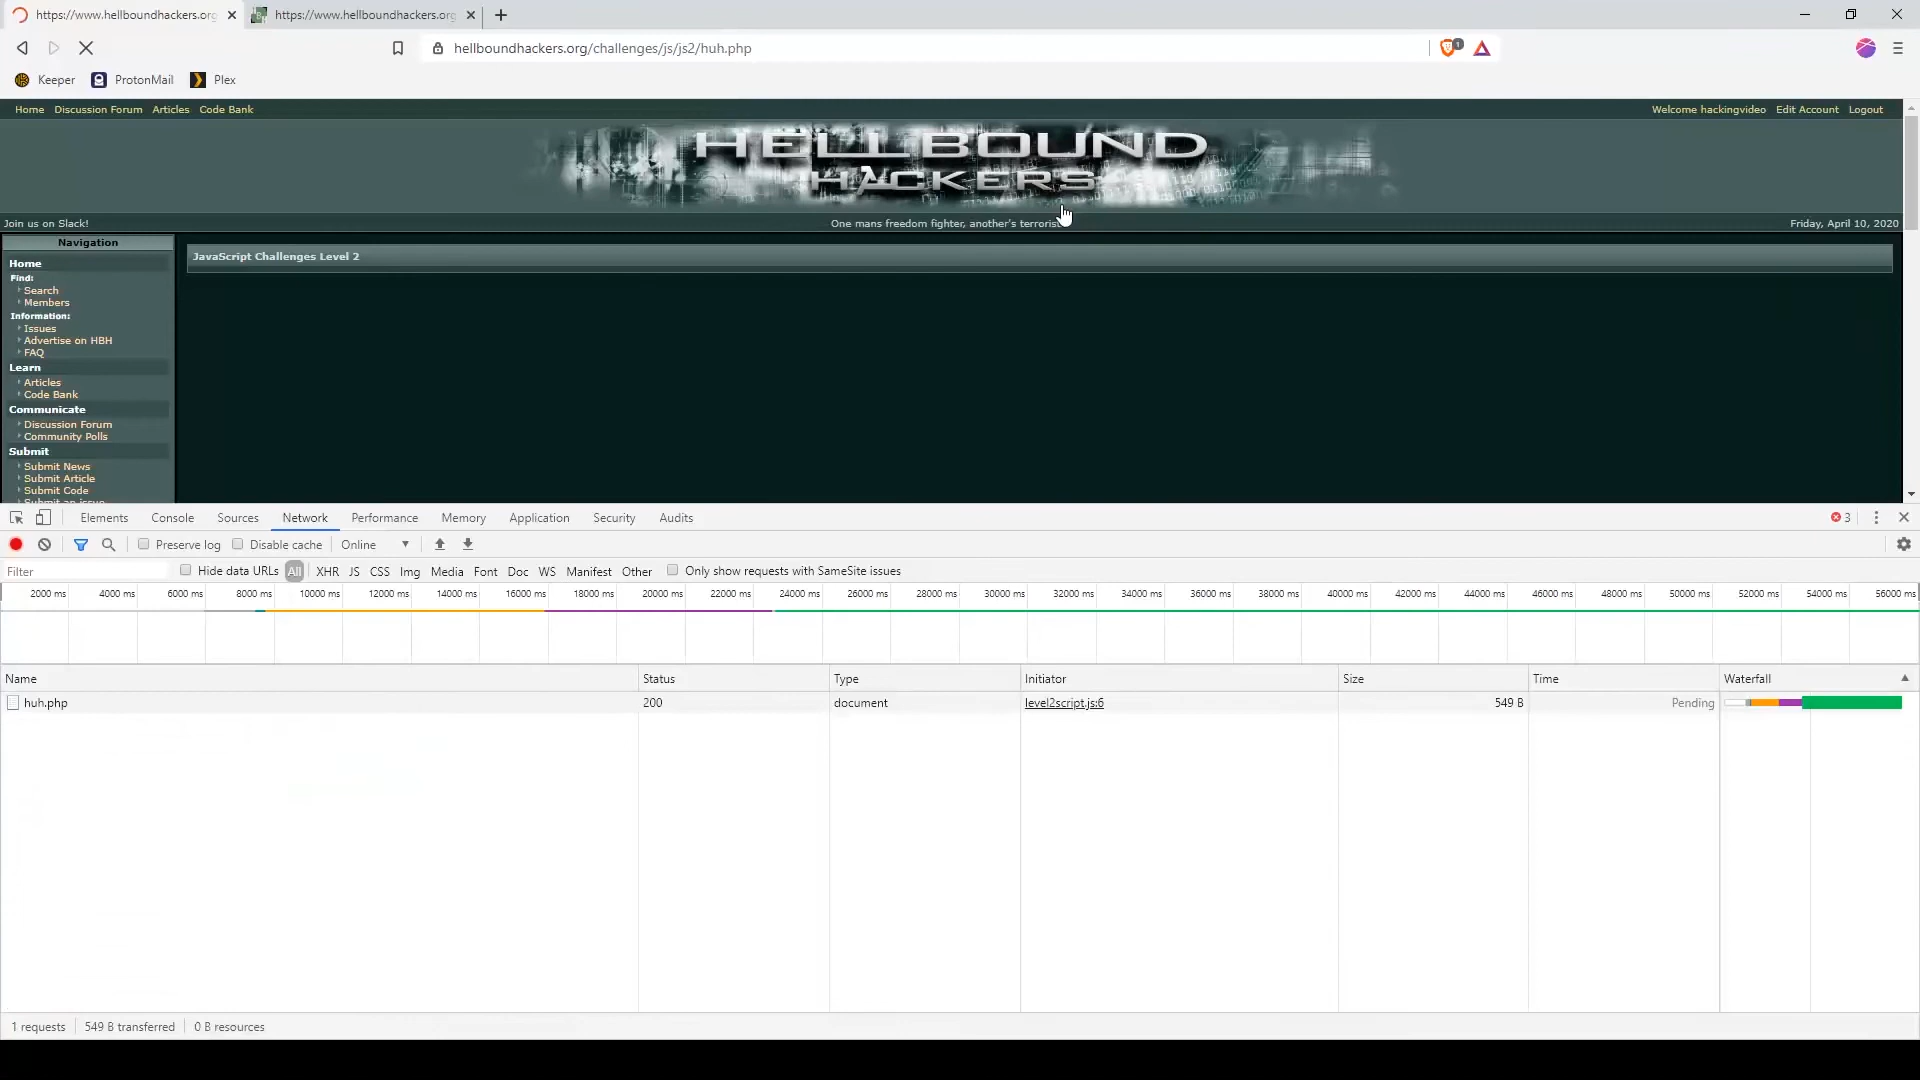 https://www.hellboundhackers.org
https://www.hellboundhackers.org
hellboundhackers.org/challenges/js/js2/huh.php
1
Keeper ProtonMail Plex
Home Discussion Forum Articles Code Bank
Welcome hackingvideo Edit Account Logout
HELLBOUND
HACKERS
Join us on Slack!
One mans freedom fighter, another's terrorist
Friday, April 10, 2020
Navigation
JavaScript Challenges Level 2
Home
Find:
Search
Members
Information:
Issues
Advertise on HBH
FAQ
Learn
Articles
Code Bank
Communicate
Discussion Forum
Community Polls
Submit
Submit News
Submit Article
Submit Code
Submit an issue
Elements Console Sources Network Performance Memory Application Security Audits 3
Preserve log Disable cache Online
Filter Hide data URLs All XHR JS CSS Img Media Font Doc WS Manifest Other Only show requests with SameSite issues
2000 ms 4000 ms 6000 ms 8000 ms 10000 ms 12000 ms 14000 ms 16000 ms 18000 ms 20000 ms 22000 ms 24000 ms 26000 ms 28000 ms 30000 ms 32000 ms 34000 ms 36000 ms 38000 ms 40000 ms 42000 ms 44000 ms 46000 ms 48000 ms 50000 ms 52000 ms 54000 ms 56000 ms
Name Status Type Initiator Size Time Waterfall
huh.php 200 document level2script.js:6 549 B Pending
1 requests 549 B transferred 0 B resources